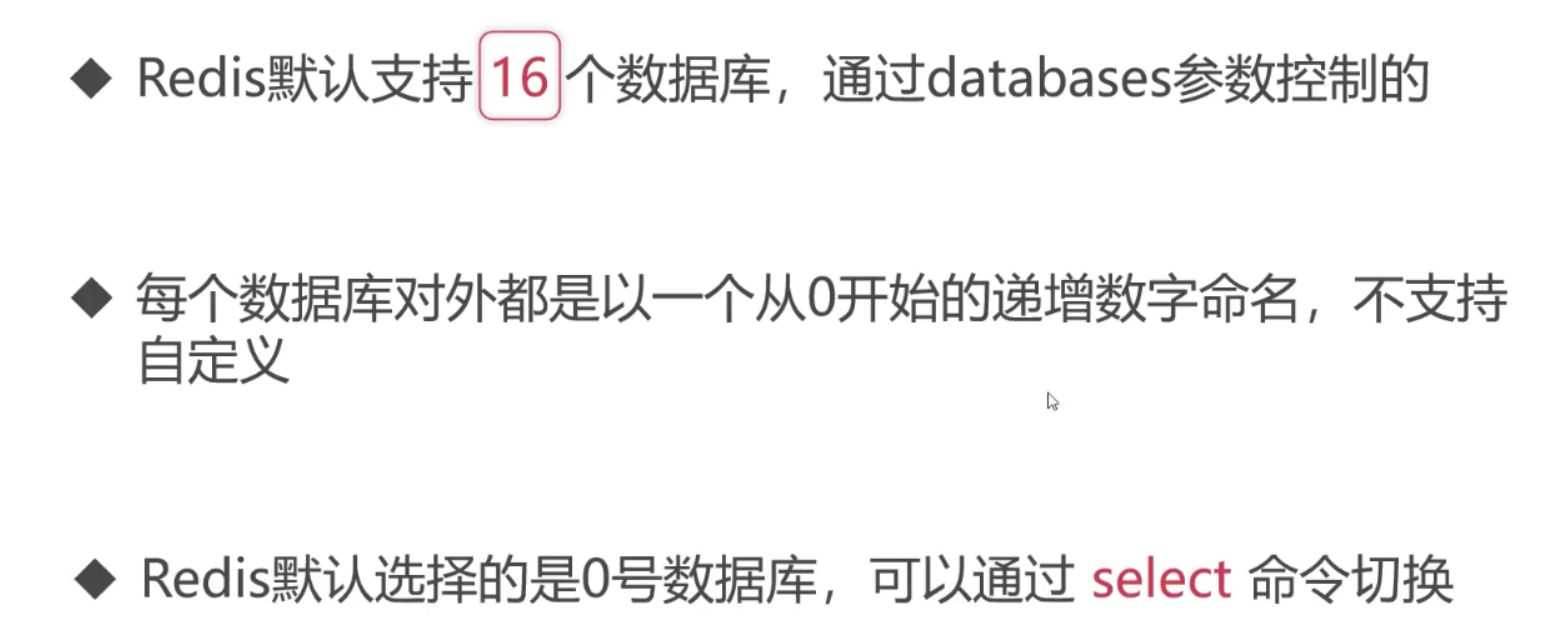 ◆ Redis默认支持16个数据库，通过databases参数控制的
◆ 每个数据库对外都是以一个从0开始的递增数字命名，不支持
自定义
◆ Redis默认选择的是0号数据库，可以通过 select 命令切换